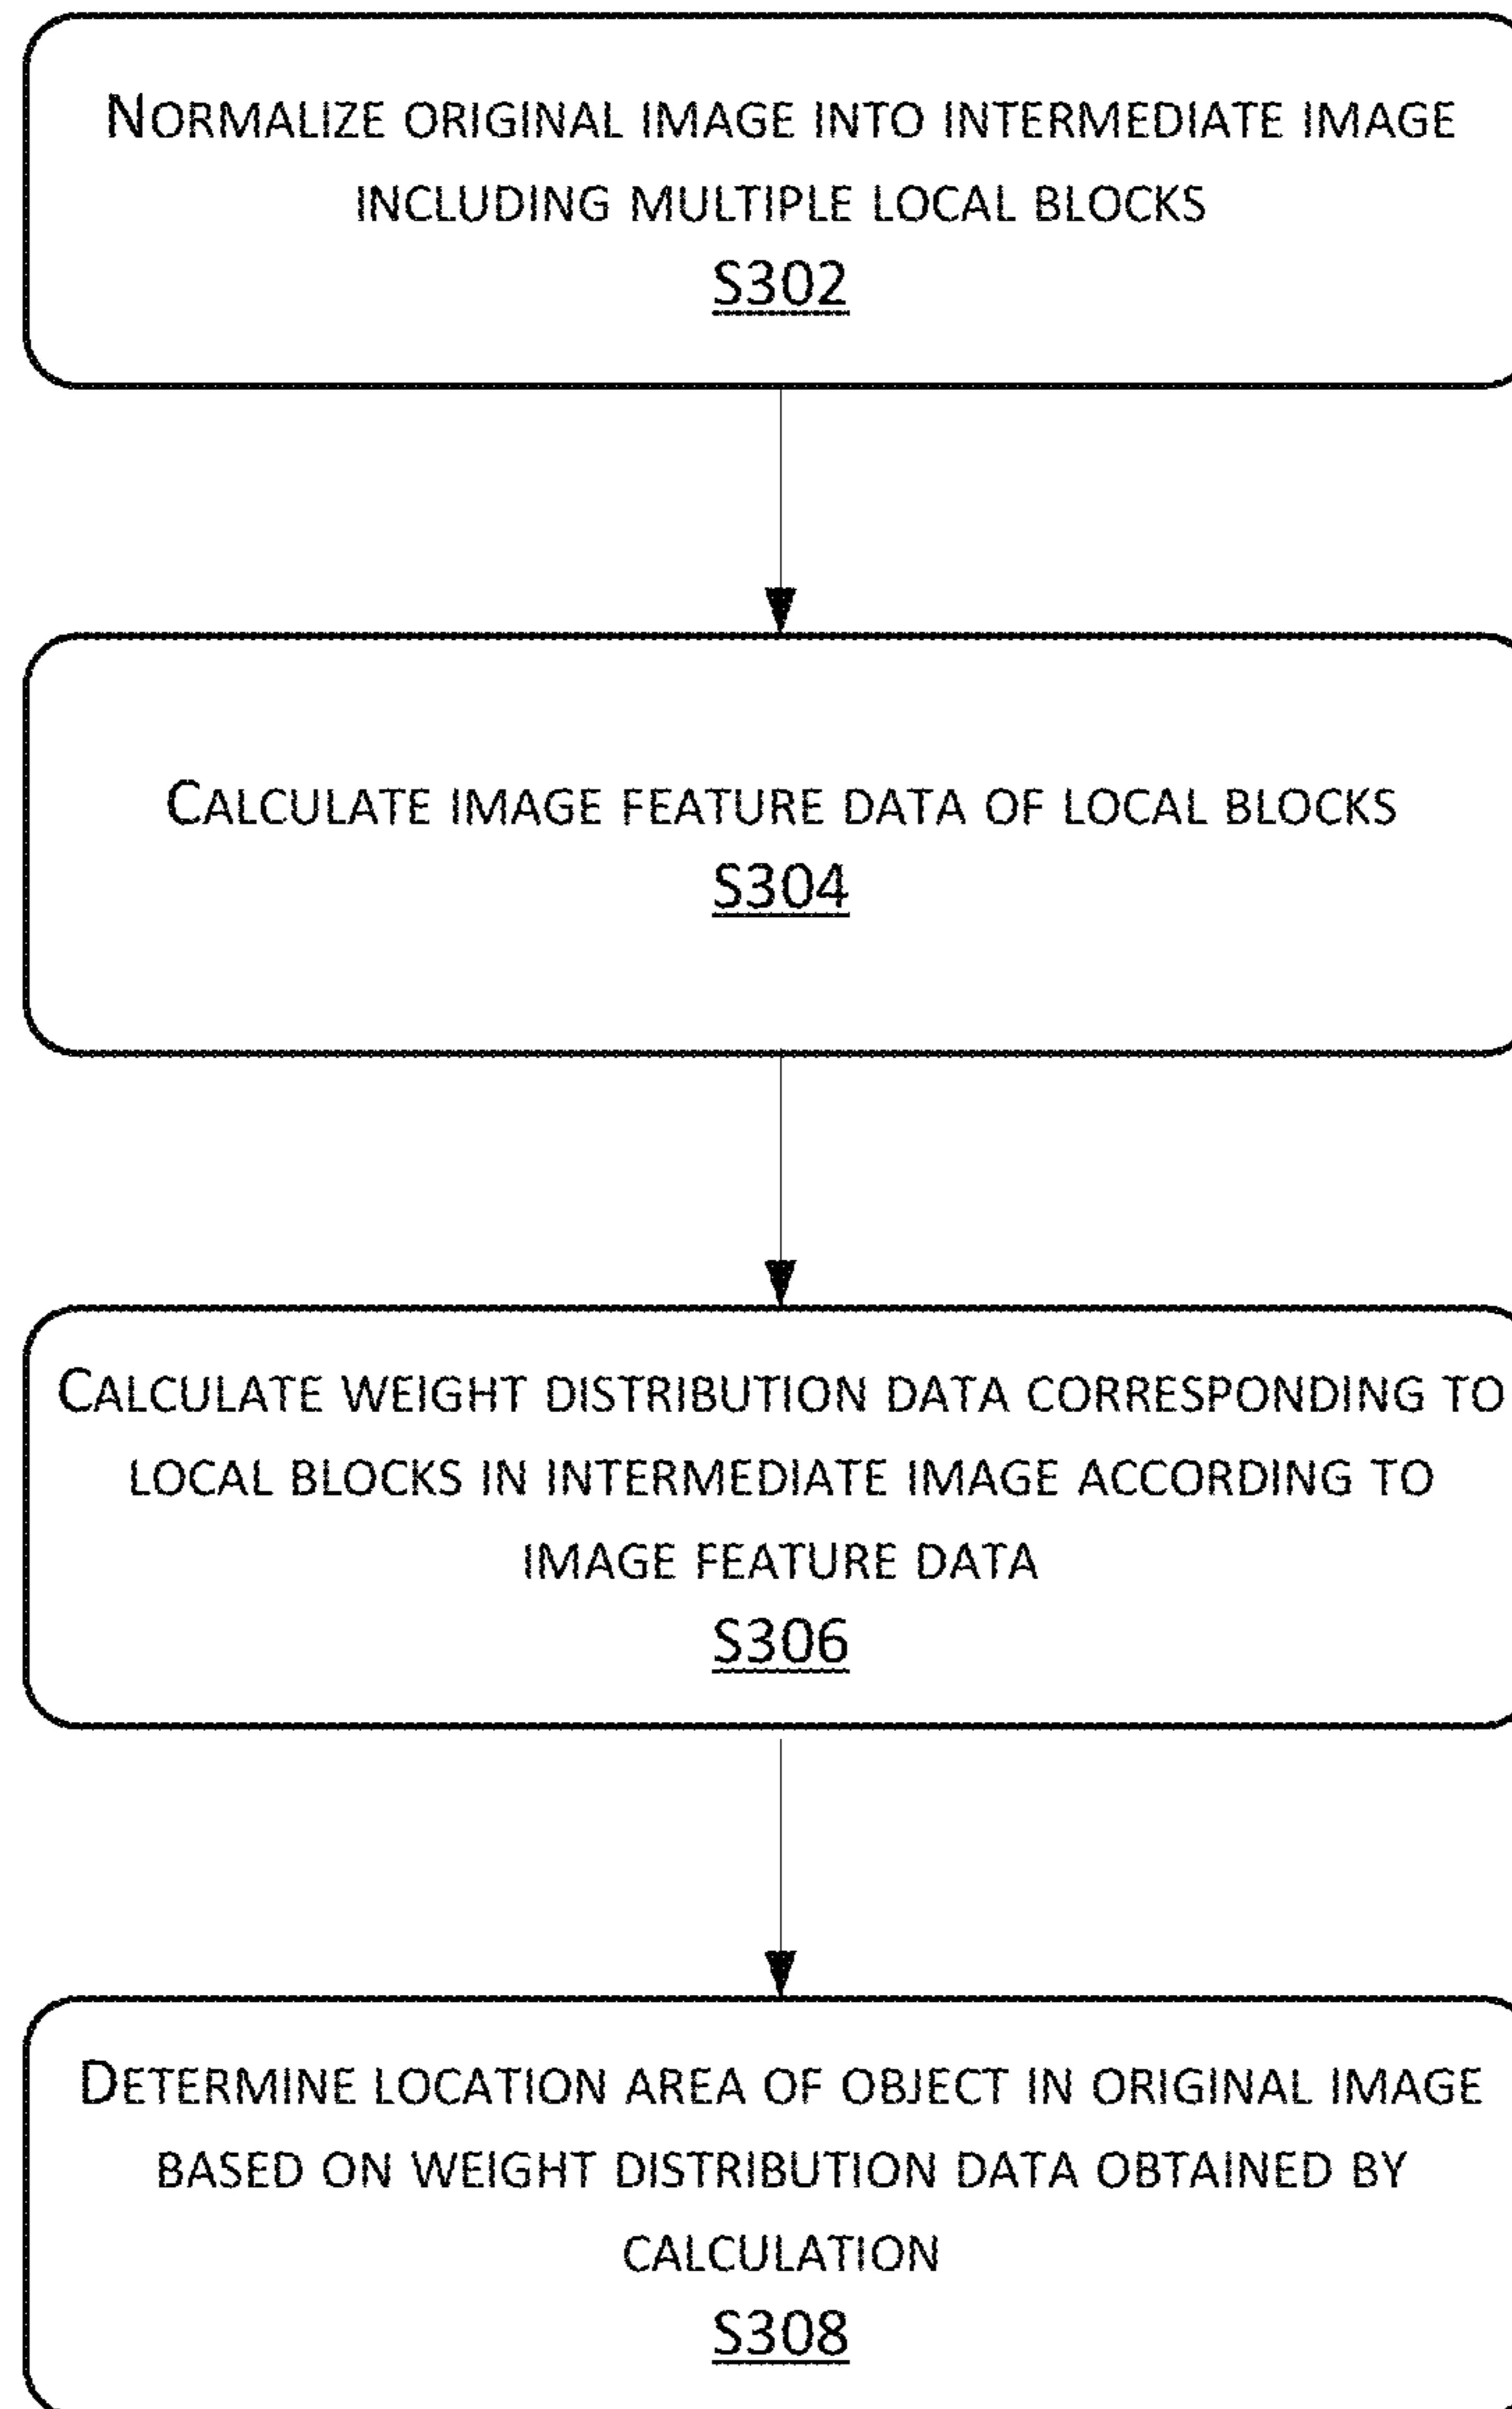 NORMALIZE ORIGINAL IMAGE INTO INTERMEDIATE IMAGE
INCLUDING MULTIPLE LOCAL BLOCKS
S302
CALCULATE IMAGE FEATURE DATA OF LOCAL BLOCKS
S304
CALCULATE WEIGHT DISTRIBUTION DATA CORRESPONDING TO
LOCAL BLOCKS IN INTERMEDIATE IMAGE ACCORDING TO
IMAGE FEATURE DATA
S306
DETERMINE LOCATION AREA OF OBJECT IN ORIGINAL IMAGE
BASED ON WEIGHT DISTRIBUTION DATA OBTAINED BY
CALCULATION
S308